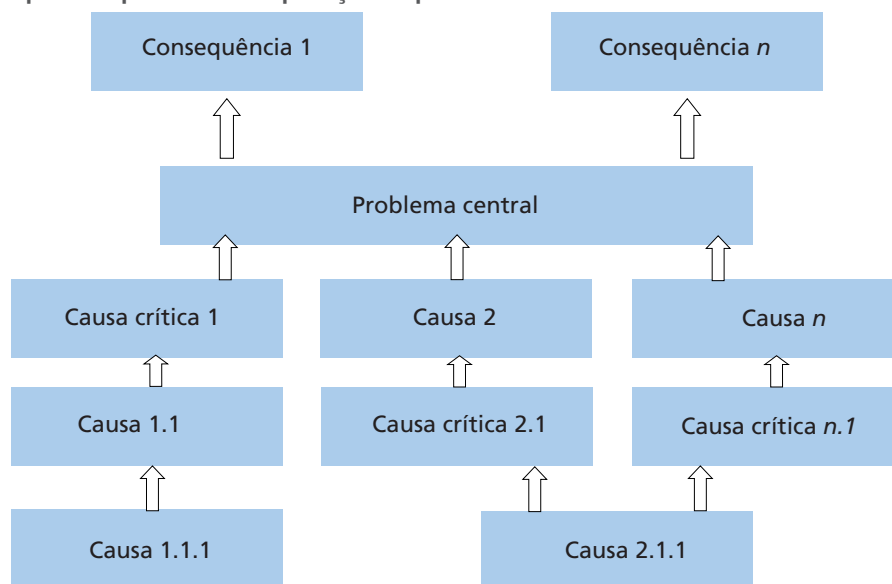 Consequência 1
Consequência n
Problema central
Causa crítica 1
Causa 2
Causa n
Causa 1.1
Causa crítica 2.1
Causa crítica n.1
Causa 1.1.1
Causa 2.1.1